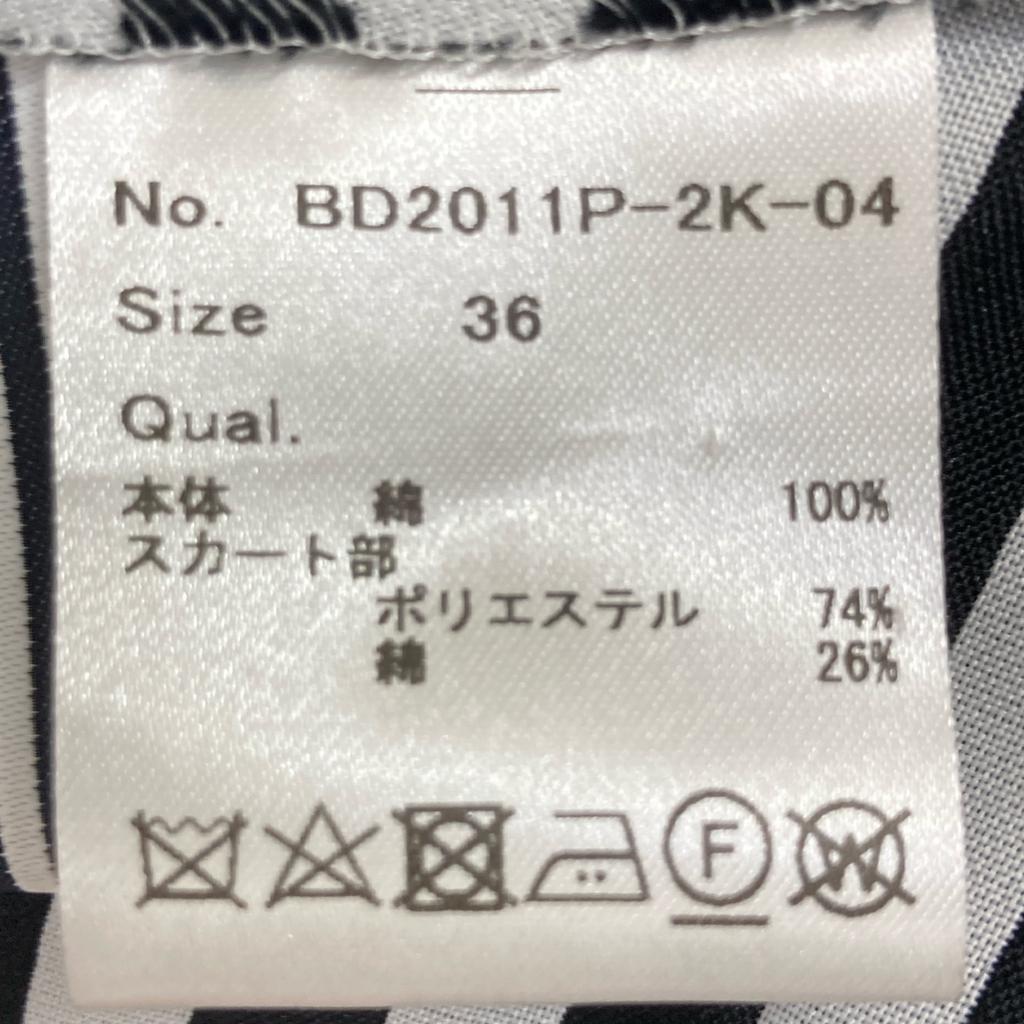 No. BD2011P-2K-04
Size 36
Qual.
本体 綿 100%
スカート部
ポリエステル 74%
綿 26%
F W